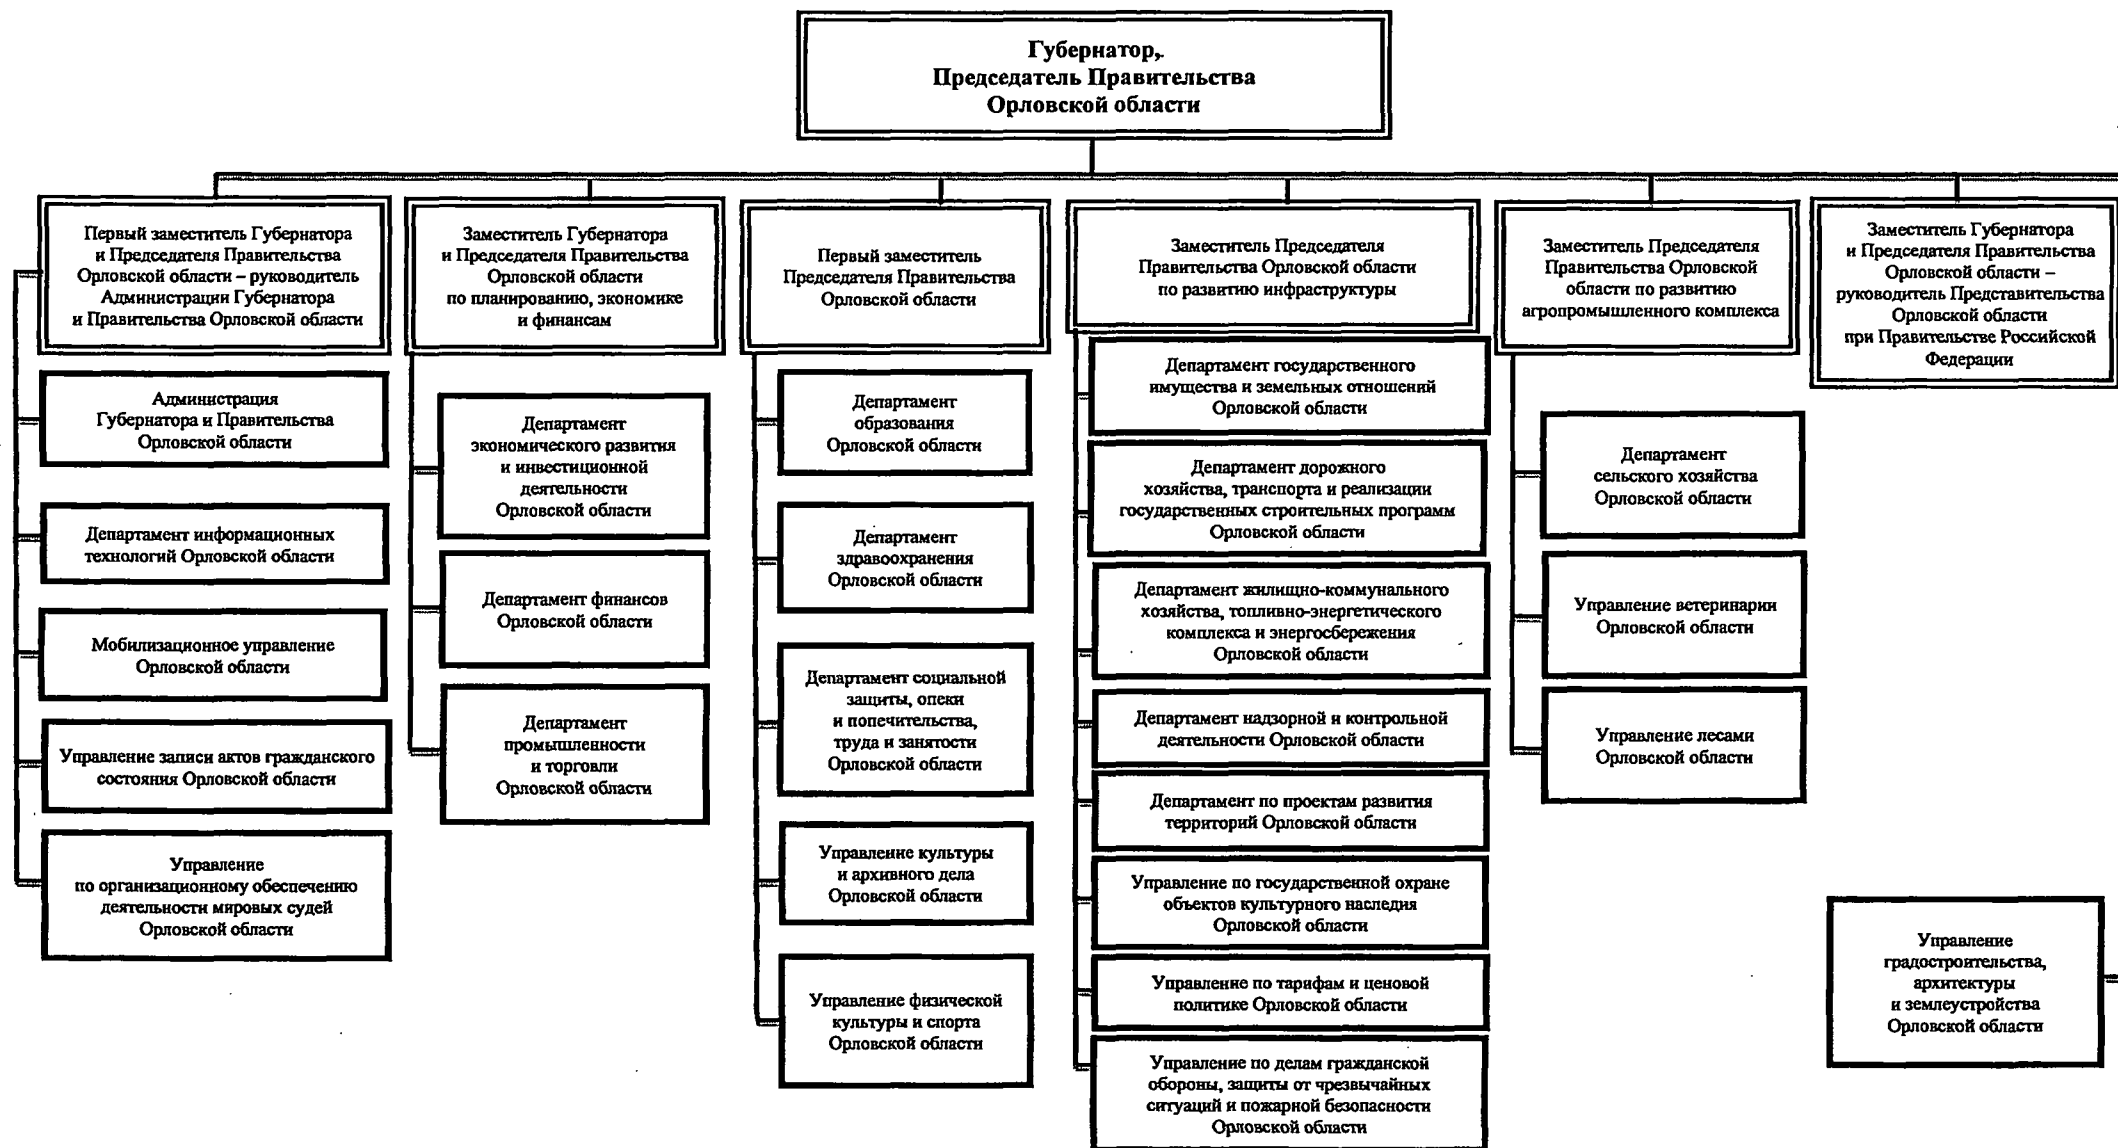 Губернатор,
Председатель Правительства
Орловской области
Первый заместитель Губернатора
и Председателя Правительства
Орловской области – руководитель
Администрации Губернатора
и Правительства Орловской области
Администрация
Губернатора и Правительства
Орловской области
Департамент информационных
технологий Орловской области
Мобилизационное управление
Орловской области
Управление записи актов гражданского
состояния Орловской области
Управление
по организационному обеспечению
деятельности мировых судей
Орловской области
Заместитель Губернатора
и Председателя Правительства
Орловской области
по планированию, экономике
и финансам
Департамент
экономического развития
и инвестиционной
деятельности
Орловской области
Департамент финансов
Орловской области
Департамент
промышленности
и торговли
Орловской области
Первый заместитель
Председателя Правительства
Орловской области
Департамент
образования
Орловской области
Департамент
здравоохранения
Орловской области
Департамент социальной
защиты, опеки
и попечительства,
труда и занятости
Орловской области
Управление культуры
и архивного дела
Орловской области
Управление физической
культуры и спорта
Орловской области
Заместитель Председателя
Правительства Орловской области
по развитию инфраструктуры
Департамент государственного
имущества и земельных отношений
Орловской области
Департамент дорожного
хозяйства, транспорта и реализации
государственных строительных программ
Орловской области
Департамент жилищно-коммунального
хозяйства, топливно-энергетического
комплекса и энергосбережения
Орловской области
Департамент надзорной и контрольной
деятельности Орловской области
Департамент по проектам развития
территорий Орловской области
Управление по государственной охране
объектов культурного наследия
Орловской области
Управление по тарифам и ценовой
политике Орловской области
Управление по делам гражданской
обороны, защиты от чрезвычайных
ситуаций и пожарной безопасности
Орловской области
Заместитель Председателя
Правительства Орловской
области по развитию
агропромышленного комплекса
Департамент
сельского хозяйства
Орловской области
Управление ветеринарии
Орловской области
Управление лесами
Орловской области
Заместитель Губернатора
и Председателя Правительства
Орловской области –
руководитель Представительства
Орловской области
при Правительстве Российской
Федерации
Управление
градостроительства,
архитектуры
и землеустройства
Орловской области